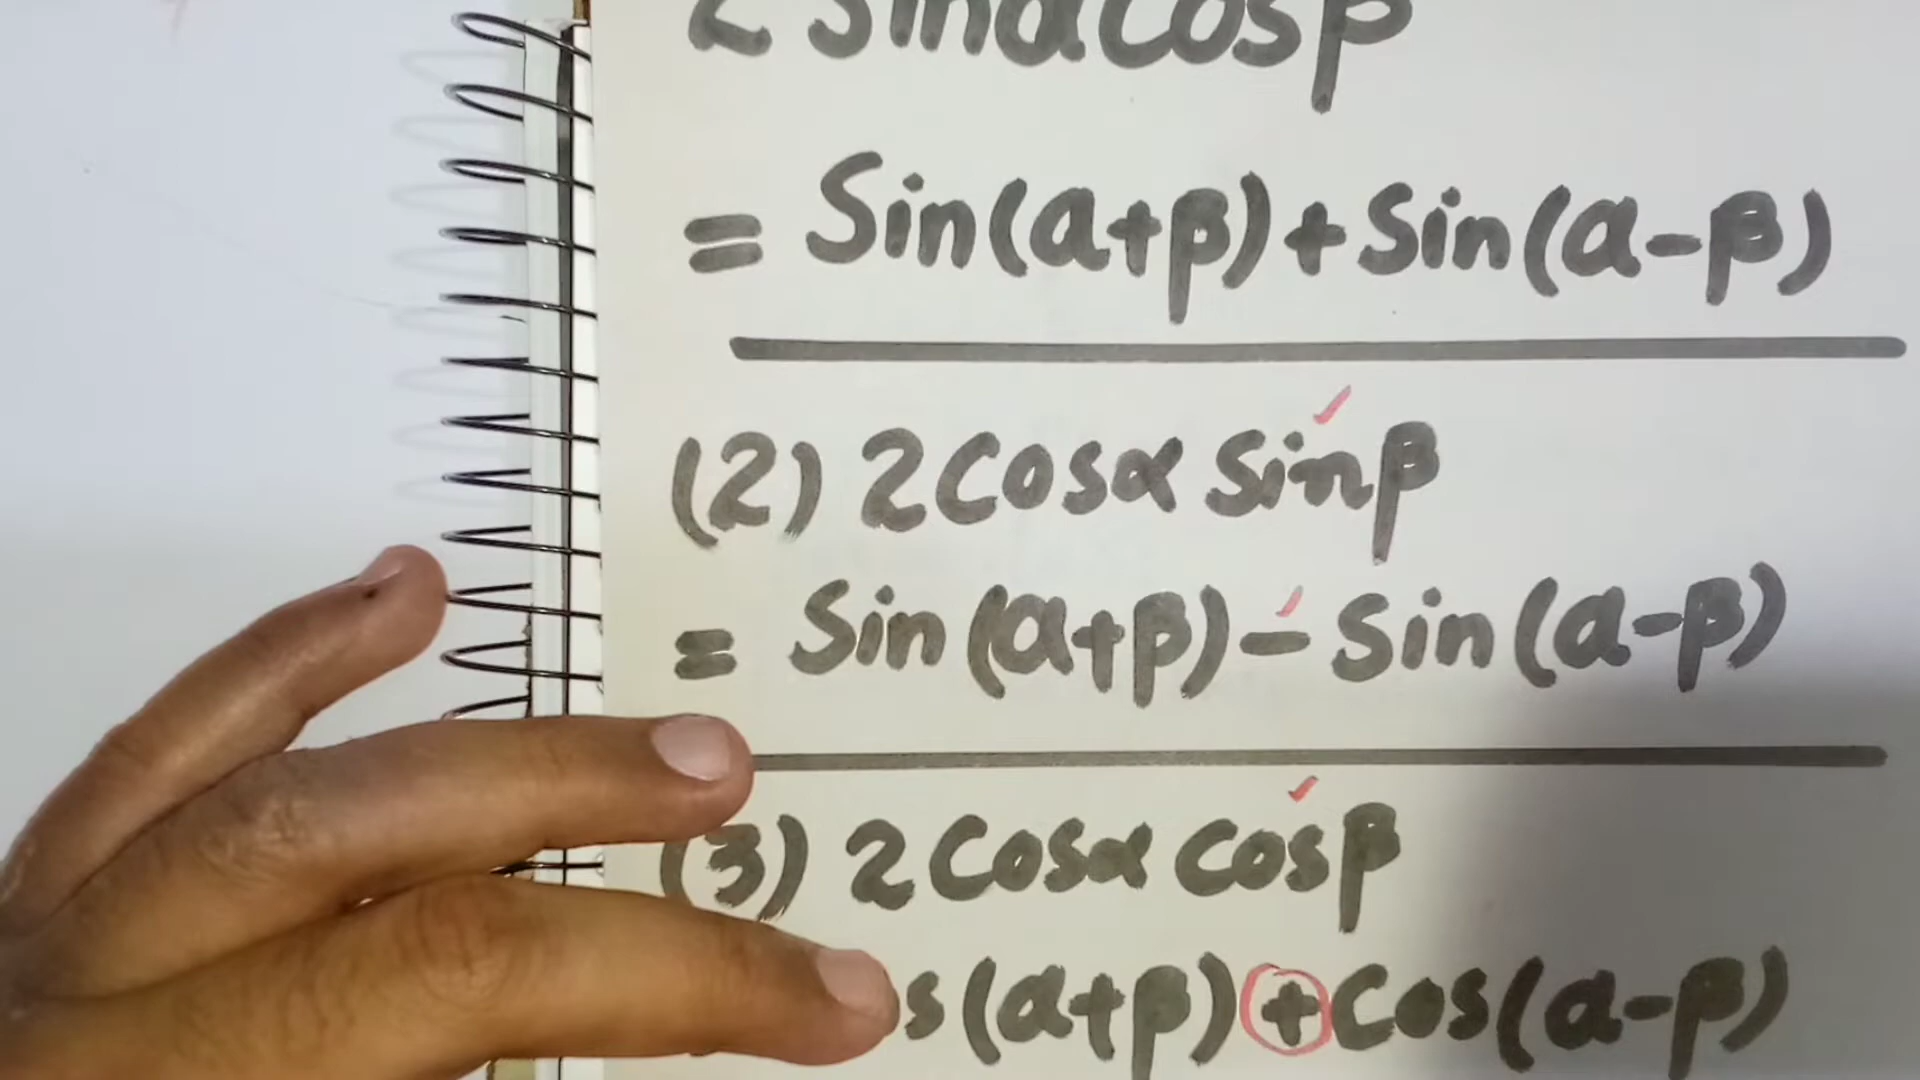 2 Sinα cosβ
= Sin(α+β)+Sin(α-β)
(2) 2Cosα sinβ
= Sin(α+β)-Sin(α-β)
(3) 2Cosα cosβ
(α+β)+Cos(α-β)